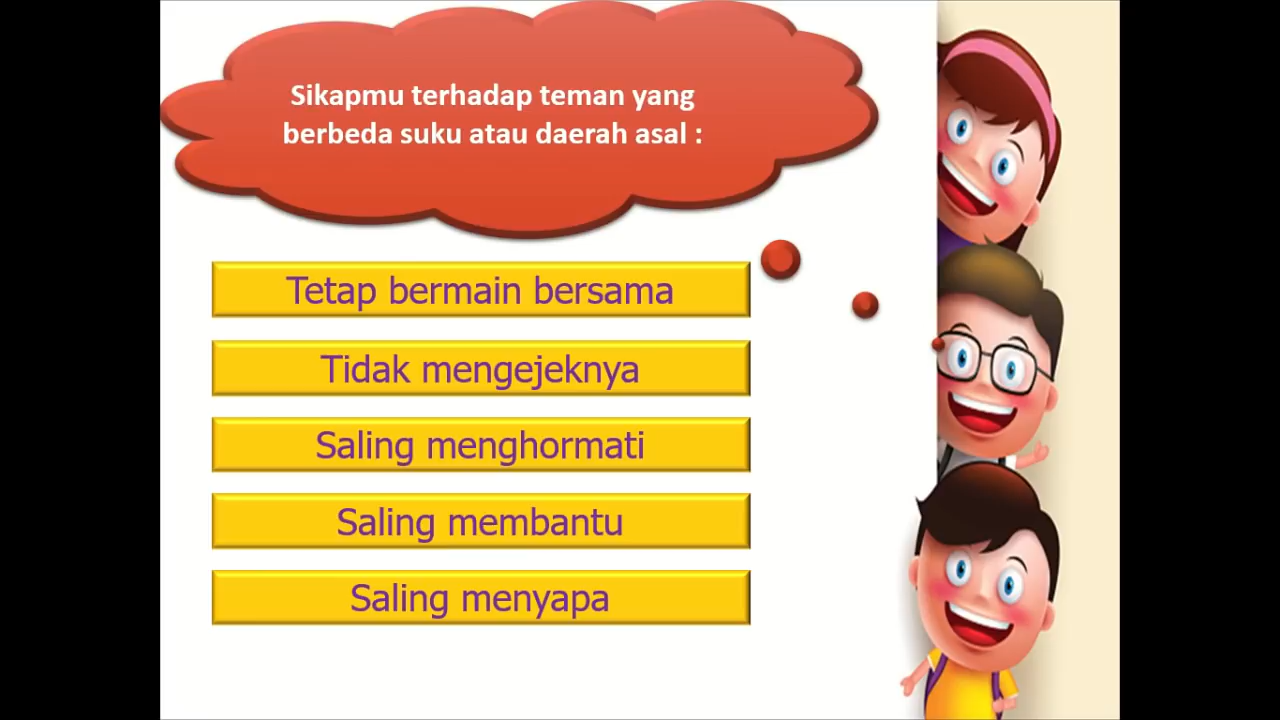 Sikapmu terhadap teman yang
berbeda suku atau daerah asal :
Tetap bermain bersama
Tidak mengejeknya
Saling menghormati
Saling membantu
Saling menyapa